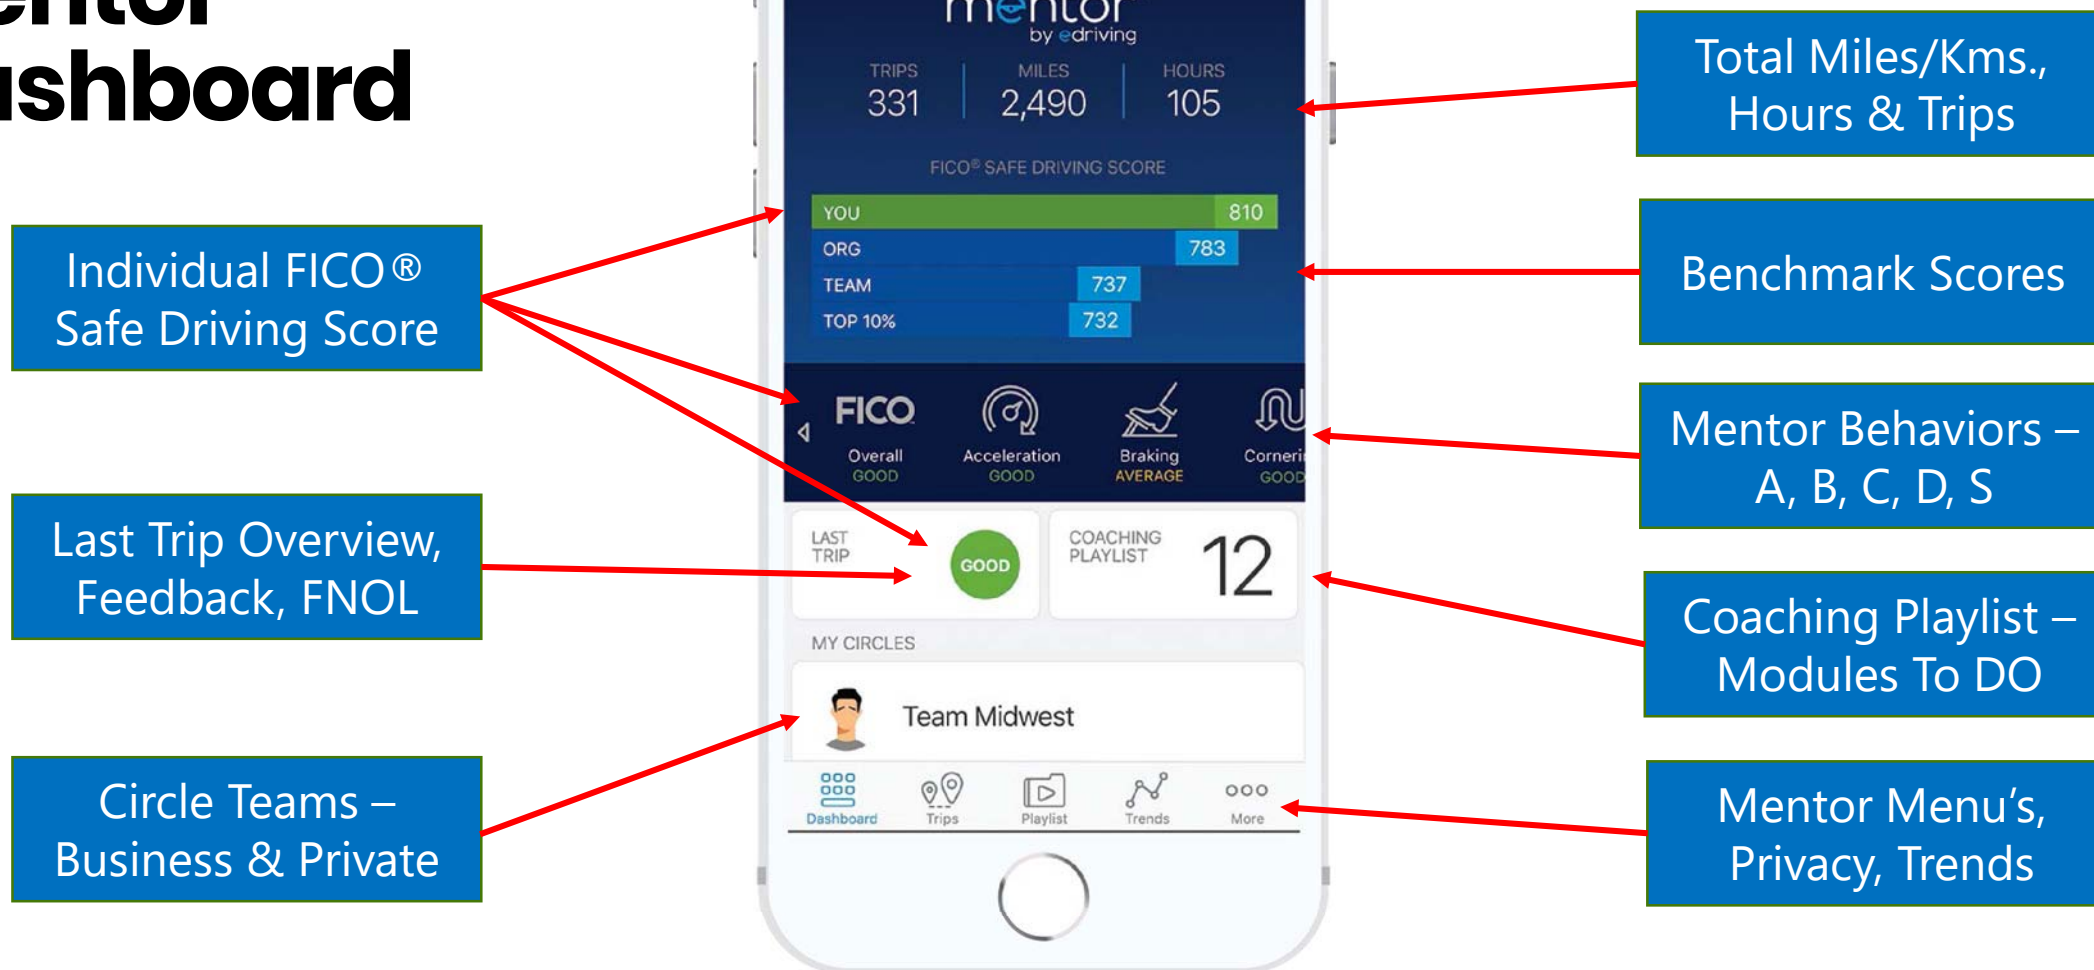 Dashboard
Individual FICO®
Safe Driving Score
Last Trip Overview,
Feedback, FNOL
Circle Teams –
Business & Private
mentor
by edriving
TRIPS MILES HOURS
331 2,490 105
FICO® SAFE DRIVING SCORE
YOU 810
ORG 783
TEAM 737
TOP 10% 732
FICO
Overall Acceleration Braking
GOOD GOOD AVERAGE GOOD
LAST
TRIP
GOOD
COACHING
PLAYLIST
12
MY CIRCLES
Team Midwest
Dashboard Trips Playlist Trends More
Total Miles/Kms.,
Hours & Trips
Benchmark Scores
Mentor Behaviors –
A, B, C, D, S
Coaching Playlist –
Modules To DO
Mentor Menu's,
Privacy, Trends